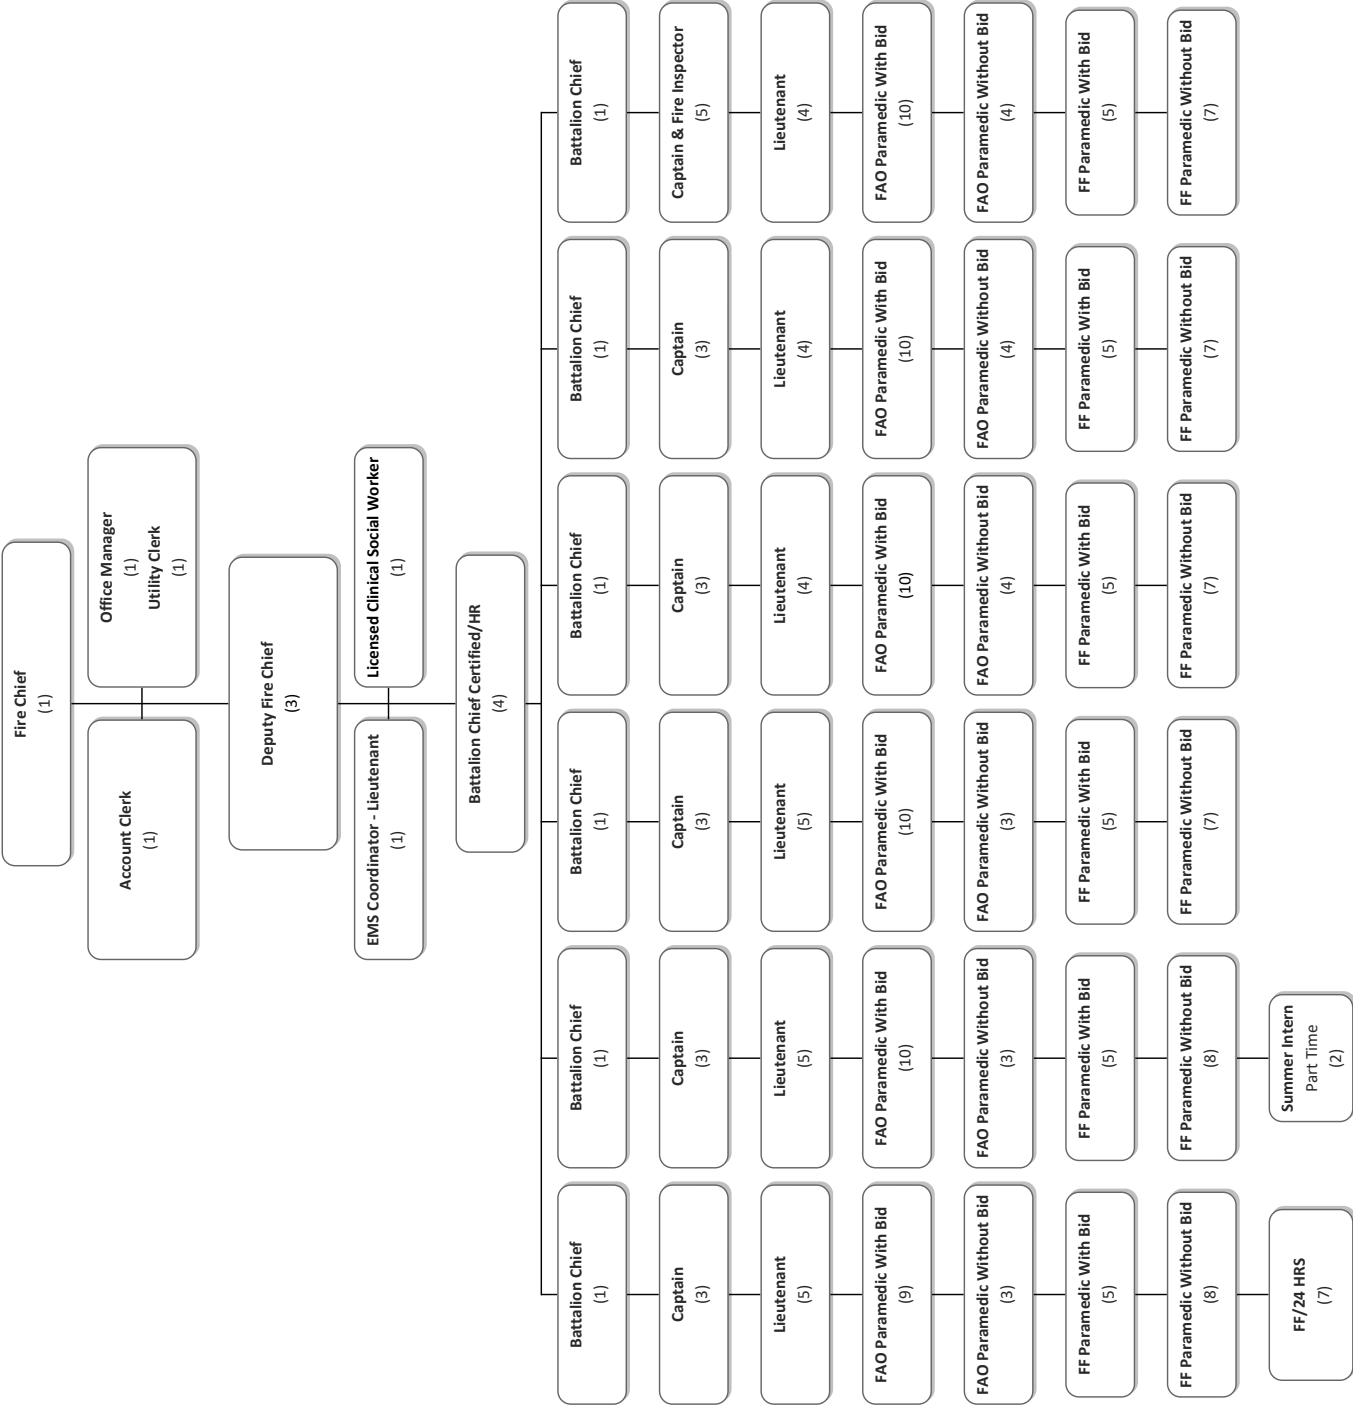 Fire Chief
(1)
Account Clerk
(1)
Office Manager
(1)
Utility Clerk
(1)
Deputy Fire Chief
(3)
EMS Coordinator - Lieutenant
(1)
Licensed Clinical Social Worker
(1)
Battalion Chief Certified/HR
(4)
Battalion Chief
(1)
Battalion Chief
(1)
Battalion Chief
(1)
Battalion Chief
(1)
Battalion Chief
(1)
Battalion Chief
(1)
Captain
(3)
Captain
(3)
Captain
(3)
Captain
(3)
Captain
(3)
Captain & Fire Inspector
(5)
Lieutenant
(5)
Lieutenant
(5)
Lieutenant
(5)
Lieutenant
(4)
Lieutenant
(4)
Lieutenant
(4)
FAO Paramedic With Bid
(9)
FAO Paramedic With Bid
(10)
FAO Paramedic With Bid
(10)
FAO Paramedic With Bid
(10)
FAO Paramedic With Bid
(10)
FAO Paramedic With Bid
(10)
FAO Paramedic Without Bid
(3)
FAO Paramedic Without Bid
(3)
FAO Paramedic Without Bid
(3)
FAO Paramedic Without Bid
(4)
FAO Paramedic Without Bid
(4)
FAO Paramedic Without Bid
(4)
FF Paramedic With Bid
(5)
FF Paramedic With Bid
(5)
FF Paramedic With Bid
(5)
FF Paramedic With Bid
(5)
FF Paramedic With Bid
(5)
FF Paramedic With Bid
(5)
FF Paramedic Without Bid
(8)
FF Paramedic Without Bid
(8)
FF Paramedic Without Bid
(7)
FF Paramedic Without Bid
(7)
FF Paramedic Without Bid
(7)
FF Paramedic Without Bid
(7)
FF/24 HRS
(7)
Summer Intern
Part Time
(2)